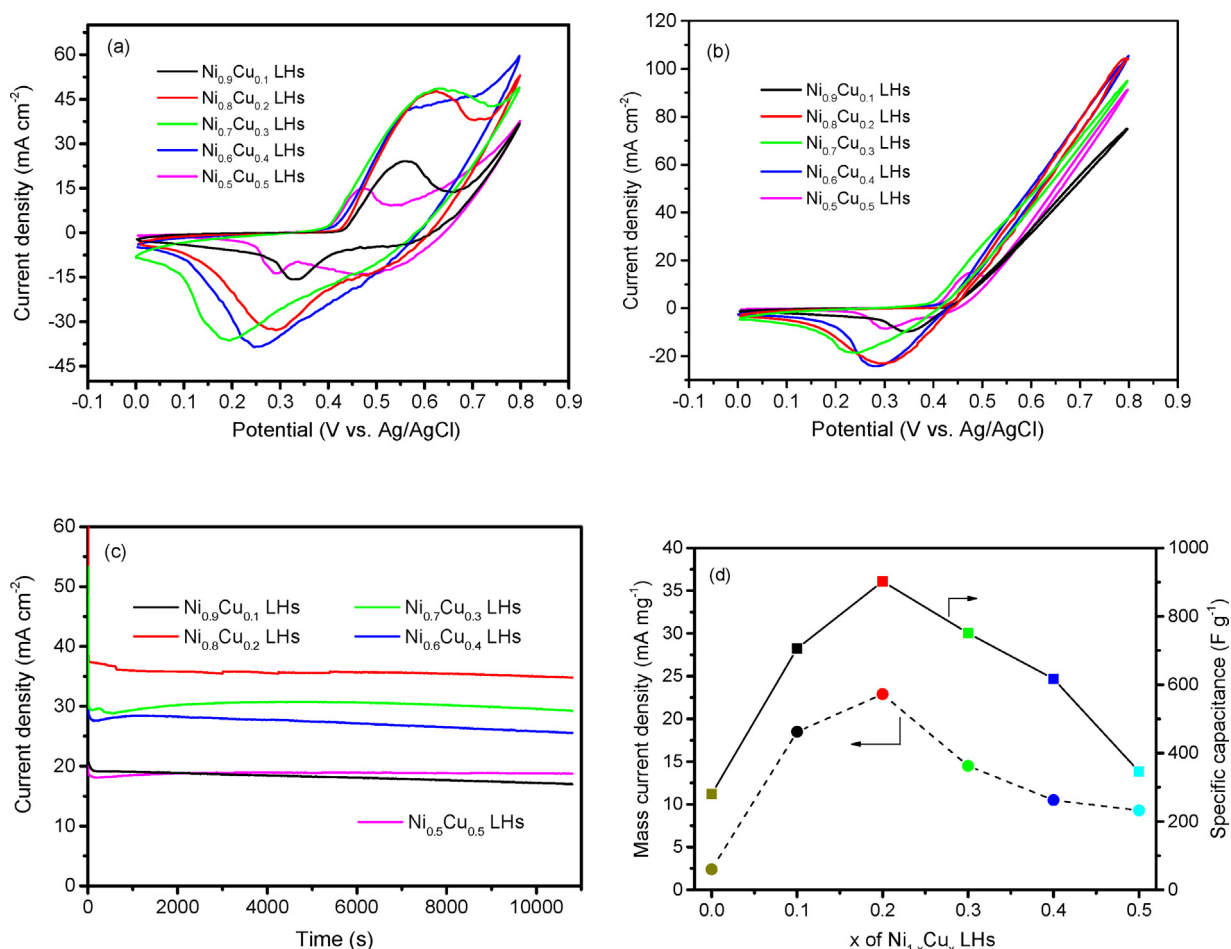 (a)
Ni0.9Cu0.1 LHs
Ni0.8Cu0.2 LHs
Ni0.7Cu0.3 LHs
Ni0.6Cu0.4 LHs
Ni0.5Cu0.5 LHs
60
45
30
15
0
-15
-30
-45
Current density (mA cm-2)
-0.1 0.0 0.1 0.2 0.3 0.4 0.5 0.6 0.7 0.8 0.9
Potential (V vs. Ag/AgCl)
(b)
Ni0.9Cu0.1 LHs
Ni0.8Cu0.2 LHs
Ni0.7Cu0.3 LHs
Ni0.6Cu0.4 LHs
Ni0.5Cu0.5 LHs
120
100
80
60
40
20
0
-20
Current density (mA cm-2)
-0.1 0.0 0.1 0.2 0.3 0.4 0.5 0.6 0.7 0.8 0.9
Potential (V vs. Ag/AgCl)
(c)
Ni0.9Cu0.1 LHs
Ni0.8Cu0.2 LHs
Ni0.7Cu0.3 LHs
Ni0.6Cu0.4 LHs
Ni0.5Cu0.5 LHs
60
50
40
30
20
10
0
Current density (mA cm-2)
0 2000 4000 6000 8000 10000
Time (s)
(d)
40
35
30
25
20
15
10
5
0
Mass current density (mA mg-1)
1000
800
600
400
200
0
Specific capacitance (F g-1)
0.0 0.1 0.2 0.3 0.4 0.5
x of Ni1-xCux LHs